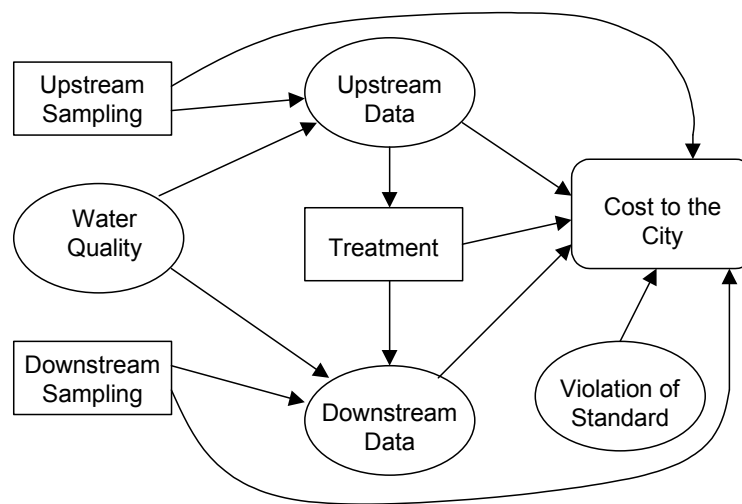 Upstream
Sampling
Upstream
Data
Water
Quality
Treatment
Cost to the
City
Downstream
Sampling
Downstream
Data
Violation of
Standard